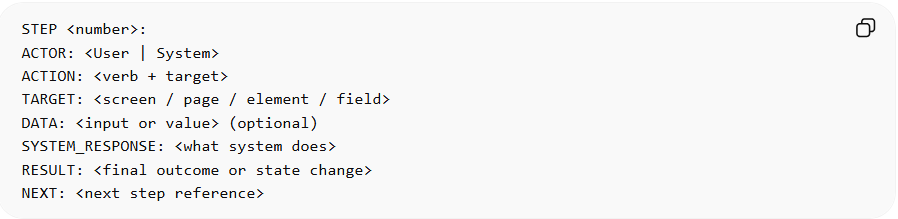 STEP <number>:
ACTOR: <User | System>
ACTION: <verb + target>
TARGET: <screen / page / element / field>
DATA: <input or value> (optional)
SYSTEM_RESPONSE: <what system does>
RESULT: <final outcome or state change>
NEXT: <next step reference>